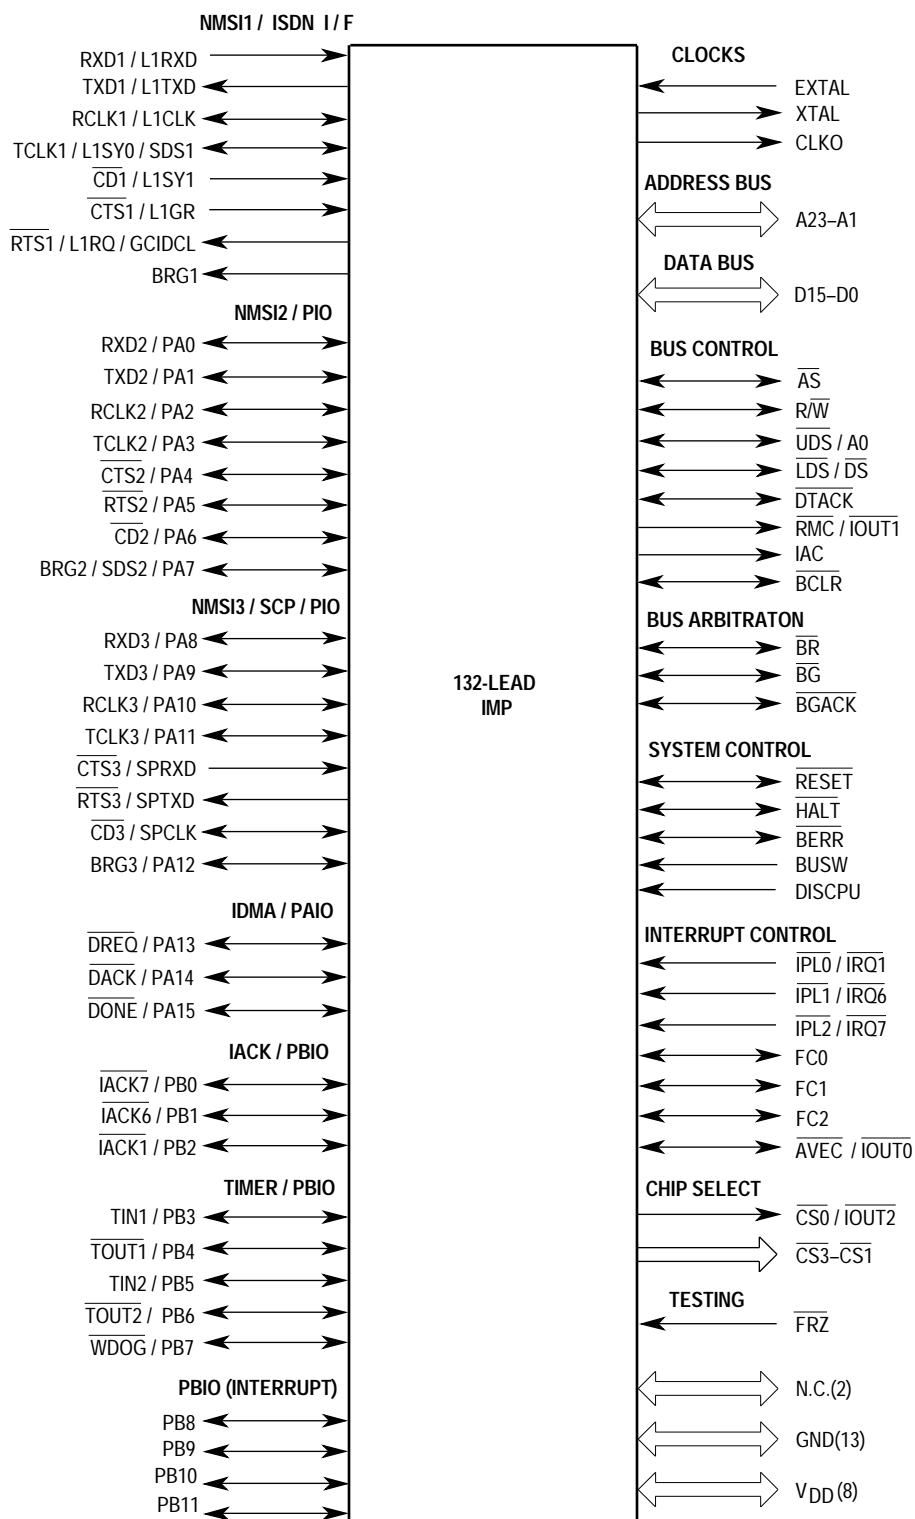 NMSI1 / ISDN I / F
RXD1 / L1RXD
TXD1 / L1TXD
RCLK1 / L1CLK
TCLK1 / L1SY0 / SDS1
CD1 / L1SY1
CTS1 / L1GR
RTS1 / L1RQ / GCIDCL
BRG1
NMSI2 / PIO
RXD2 / PA0
TXD2 / PA1
RCLK2 / PA2
TCLK2 / PA3
CTS2 / PA4
RTS2 / PA5
CD2 / PA6
BRG2 / SDS2 / PA7
NMSI3 / SCP / PIO
RXD3 / PA8
TXD3 / PA9
RCLK3 / PA10
TCLK3 / PA11
CTS3 / SPRXD
RTS3 / SPTXD
CD3 / SPCLK
BRG3 / PA12
IDMA / PAIO
DREQ / PA13
DACK / PA14
DONE / PA15
IACK / PBIO
IACK7 / PB0
IACK6 / PB1
IACK1 / PB2
TIMER / PBIO
TIN1 / PB3
TOUT1 / PB4
TIN2 / PB5
TOUT2 / PB6
WDOG / PB7
PBIO (INTERRUPT)
PB8
PB9
PB10
PB11
132-LEAD
IMP
CLOCKS
EXTAL
XTAL
CLKO
ADDRESS BUS
A23–A1
DATA BUS
D15–D0
BUS CONTROL
AS
R/W
UDS / A0
LDS / DS
DTACK
RMC / IOUT1
IAC
BCLR
BUS ARBITRATON
BR
BG
BGACK
SYSTEM CONTROL
RESET
HALT
BERR
BUSW
DISCPU
INTERRUPT CONTROL
IPL0 / IRQ1
IPL1 / IRQ6
IPL2 / IRQ7
FC0
FC1
FC2
AVEC / IOUT0
CHIP SELECT
CS0 / IOUT2
CS3–CS1
TESTING
FRZ
N.C.(2)
GND(13)
VDD (8)